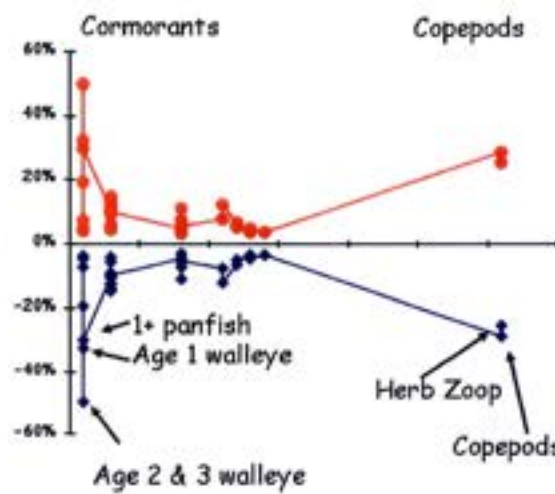 Cormorants Copepods
60%
40%
20%
0%
-20%
1+ panfish
Age 1 walleye
-40%
Herb Zoop
-60%
Copepods
Age 2 & 3 walleye